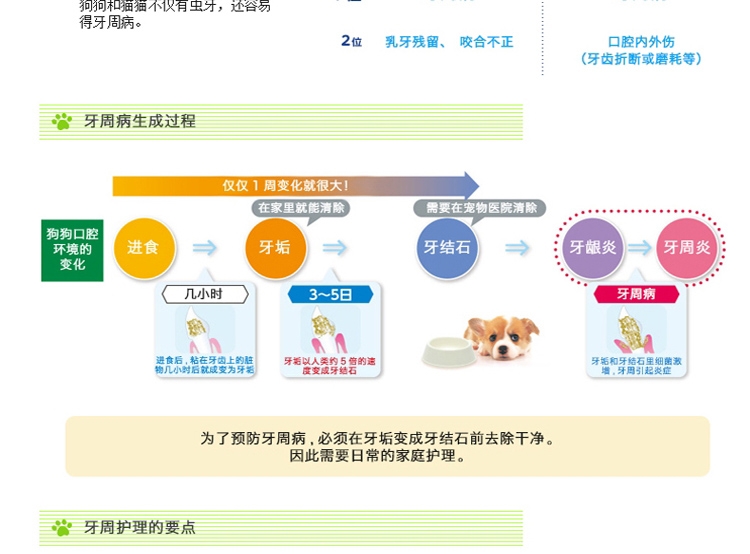 狗狗和猫猫不仅有虫牙，还容易
得牙周病。
2位 乳牙残留、 咬合不正 口腔内外伤
（牙齿折断或磨耗等）
牙周病生成过程
仅仅 1 周变化就很大！
在家里就能清除 需要在宠物医院清除
狗狗口腔
环境的
变化
进食 牙垢 牙结石 牙龈炎 牙周炎
几小时
进食后，粘在牙齿上的脏
物几小时后就成变为牙垢
3～5日
牙垢以人类约 5 倍的速
度变成牙结石
牙周病
牙垢和牙结石里细菌激
增，牙周引起炎症
为了预防牙周病，必须在牙垢变成牙结石前去除干净。
因此需要日常的家庭护理。
牙周护理的要点